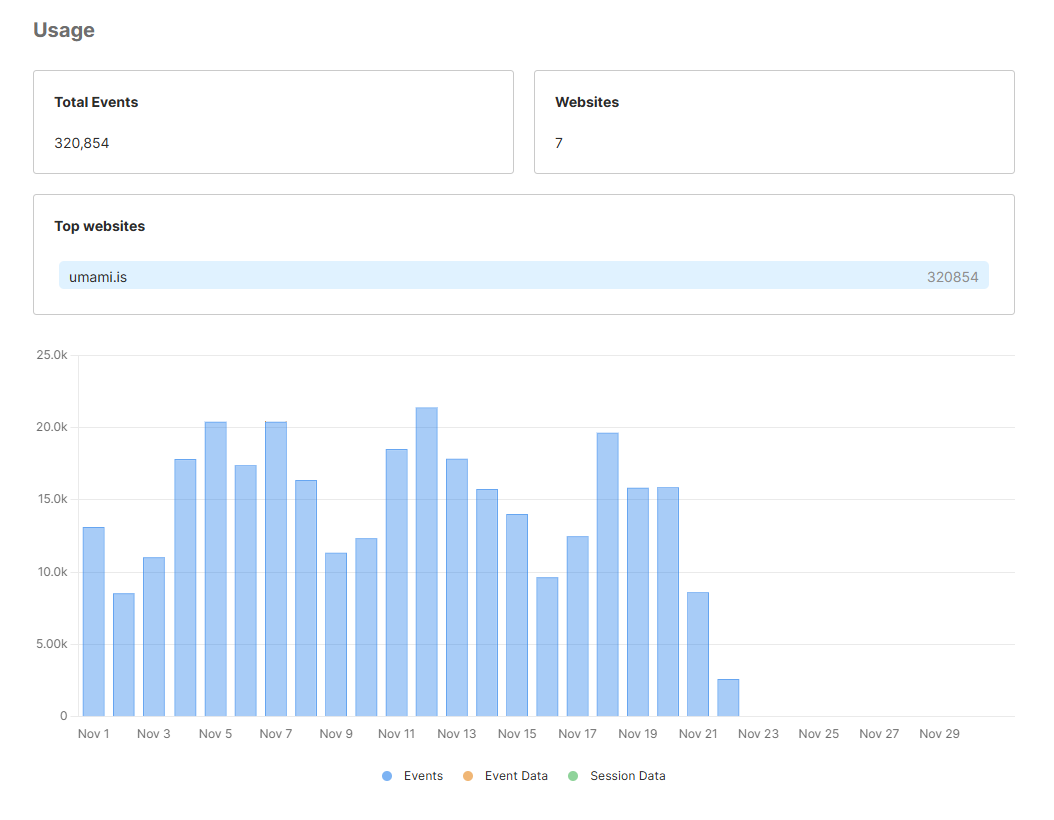 Usage
Total Events
320,854
Websites
7
Top websites
umami.is 320854
25.0k
20.0k
15.0k
10.0k
5.00k
0
Nov 1 Nov 3 Nov 5 Nov 7 Nov 9 Nov 11 Nov 13 Nov 15 Nov 17 Nov 19 Nov 21 Nov 23 Nov 25 Nov 27 Nov 29
Events Event Data Session Data